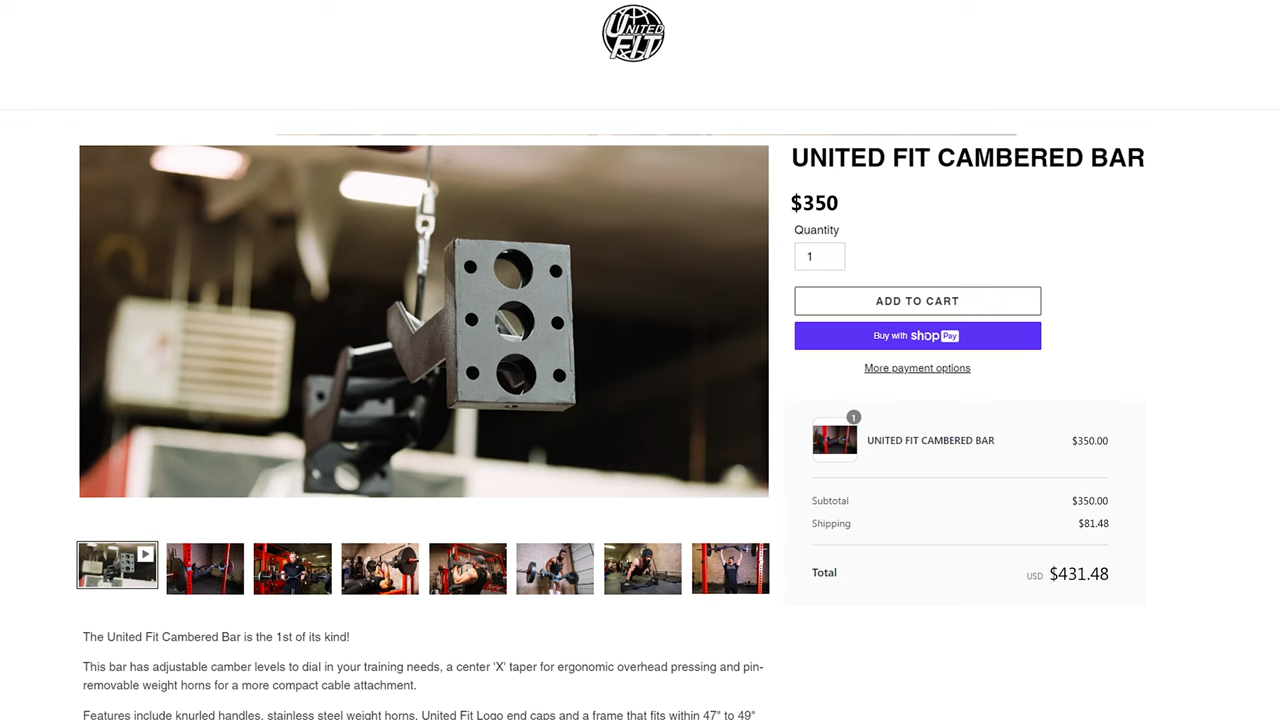 UNITED
FIT
UNITED FIT CAMBERED BAR
$350
Quantity
1
ADD TO CART
Buy with shop Pay
More payment options
1
UNITED FIT CAMBERED BAR $350.00
Subtotal $350.00
Shipping $81.48
Total USD $431.48
The United Fit Cambered Bar is the 1st of its kind!
This bar has adjustable camber levels to dial in your training needs, a center 'X' taper for ergonomic overhead pressing and pin-
removable weight horns for a more compact cable attachment.
Features include knurled handles, stainless steel weight horns, United Fit Logo end caps and a frame that fits within 47" to 49"